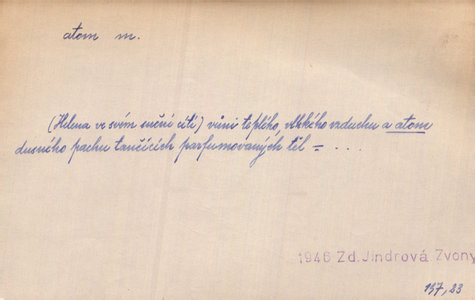 atom m.
(Helena ve svém snění cítí) vůni teplého, vlhkého vzduchu a atom
dusného pachu tančících parfumovaných těl = . . .
1946 Zd. Jindrová Zvony
197, 23